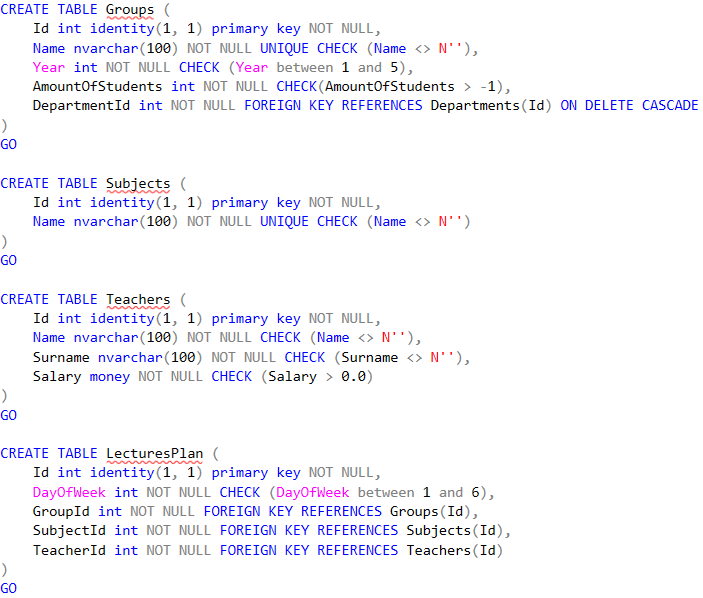 CREATE TABLE Groups (
    Id int identity(1, 1) primary key NOT NULL,
    Name nvarchar(100) NOT NULL UNIQUE CHECK (Name <> N''),
    Year int NOT NULL CHECK (Year between 1 and 5),
    AmountOfStudents int NOT NULL CHECK(AmountOfStudents > -1),
    DepartmentId int NOT NULL FOREIGN KEY REFERENCES Departments(Id) ON DELETE CASCADE
)
GO

CREATE TABLE Subjects (
    Id int identity(1, 1) primary key NOT NULL,
    Name nvarchar(100) NOT NULL UNIQUE CHECK (Name <> N'')
)
GO

CREATE TABLE Teachers (
    Id int identity(1, 1) primary key NOT NULL,
    Name nvarchar(100) NOT NULL CHECK (Name <> N''),
    Surname nvarchar(100) NOT NULL CHECK (Surname <> N''),
    Salary money NOT NULL CHECK (Salary > 0.0)
)
GO

CREATE TABLE LecturesPlan (
    Id int identity(1, 1) primary key NOT NULL,
    DayOfWeek int NOT NULL CHECK (DayOfWeek between 1 and 6),
    GroupId int NOT NULL FOREIGN KEY REFERENCES Groups(Id),
    SubjectId int NOT NULL FOREIGN KEY REFERENCES Subjects(Id),
    TeacherId int NOT NULL FOREIGN KEY REFERENCES Teachers(Id)
)
GO